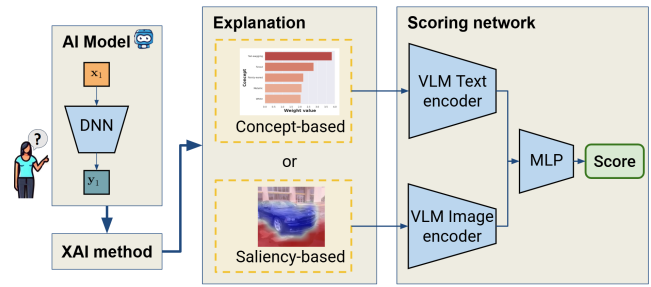 AI Model
x₁
DNN
y₁
?
XAI method
Explanation
Concept
Weight value
Concept-based
or
Saliency-based
Scoring network
VLM Text
encoder
VLM Image
encoder
MLP
Score